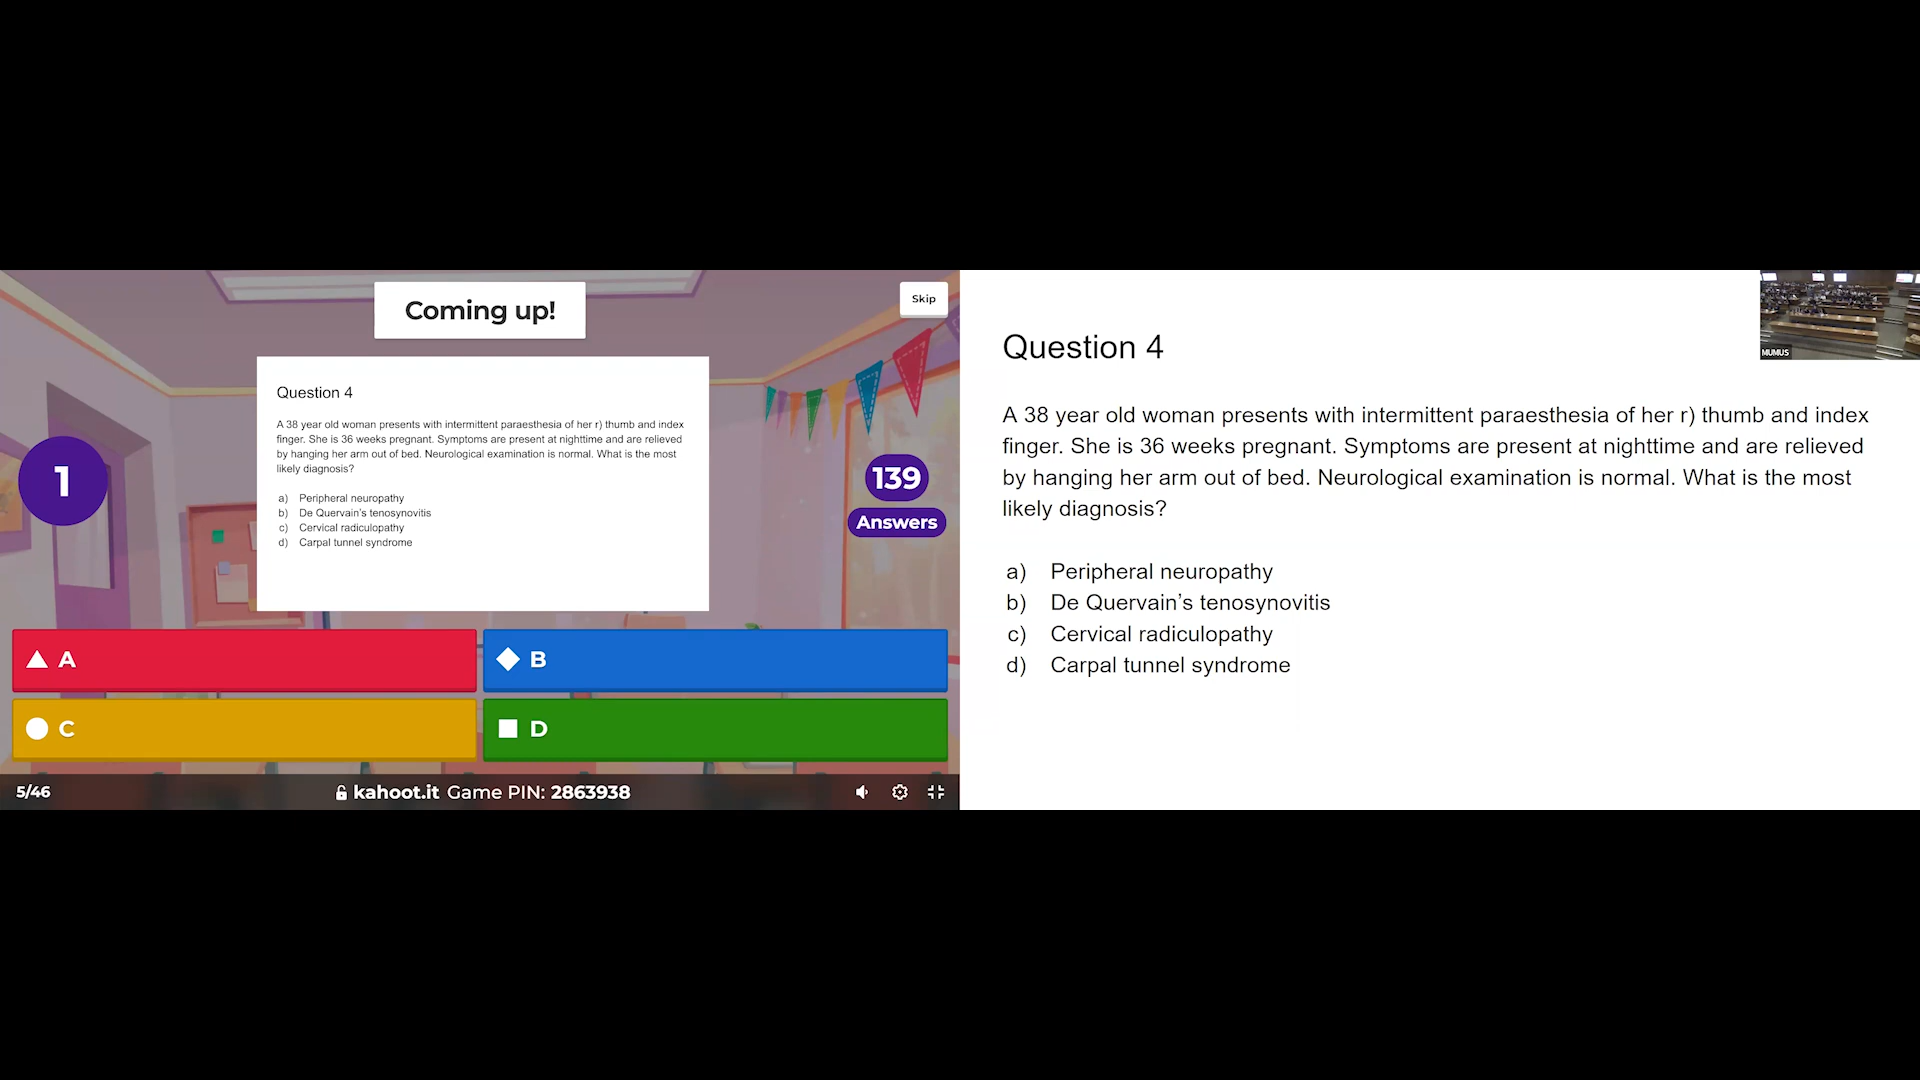 Coming up!
Skip
Question 4
A 38 year old woman presents with intermittent paraesthesia of her r) thumb and index
finger. She is 36 weeks pregnant. Symptoms are present at nighttime and are relieved
by hanging her arm out of bed. Neurological examination is normal. What is the most
likely diagnosis?
a) Peripheral neuropathy
b) De Quervain's tenosynovitis
c) Cervical radiculopathy
d) Carpal tunnel syndrome
1
139
Answers
A
B
C
D
5/46
kahoot.it Game PIN: 2863938
Question 4
A 38 year old woman presents with intermittent paraesthesia of her r) thumb and index
finger. She is 36 weeks pregnant. Symptoms are present at nighttime and are relieved
by hanging her arm out of bed. Neurological examination is normal. What is the most
likely diagnosis?
a) Peripheral neuropathy
b) De Quervain’s tenosynovitis
c) Cervical radiculopathy
d) Carpal tunnel syndrome
MUMUS